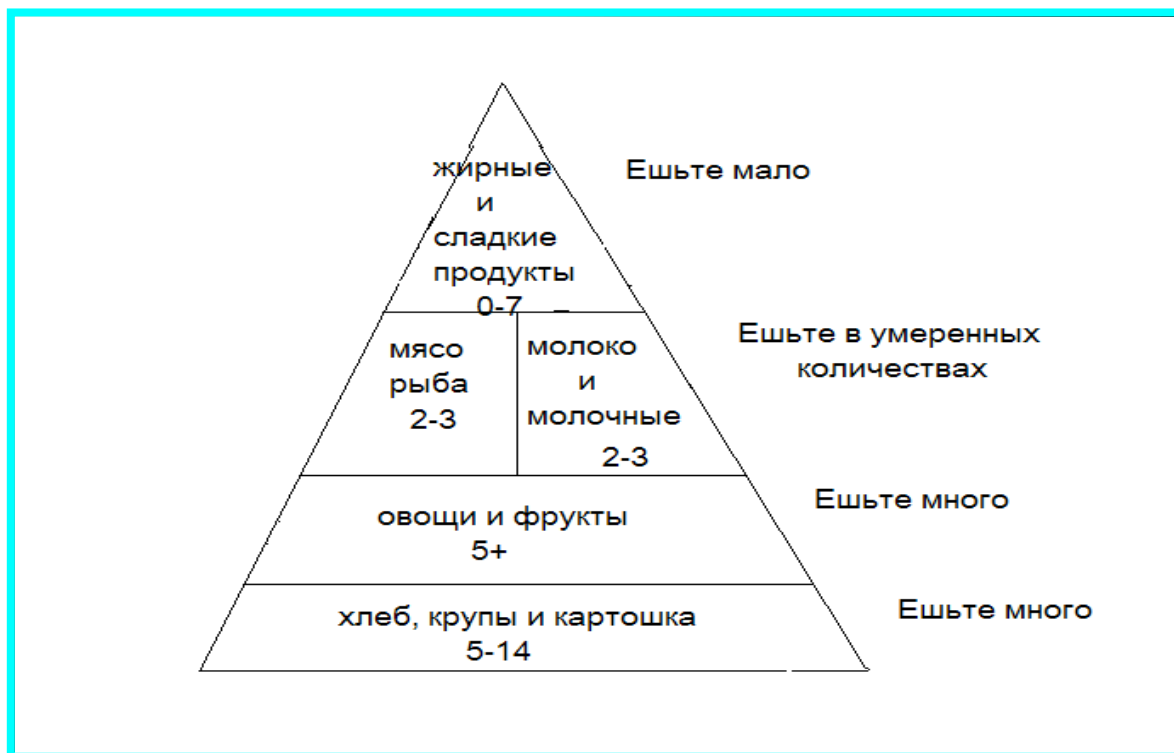 жирные
и
сладкие
продукты
0-7
Ешьте мало
мясо
рыба
2-3
молоко
и
молочные
2-3
Ешьте в умеренных
количествах
овощи и фрукты
5+
Ешьте много
хлеб, крупы и картошка
5-14
Ешьте много